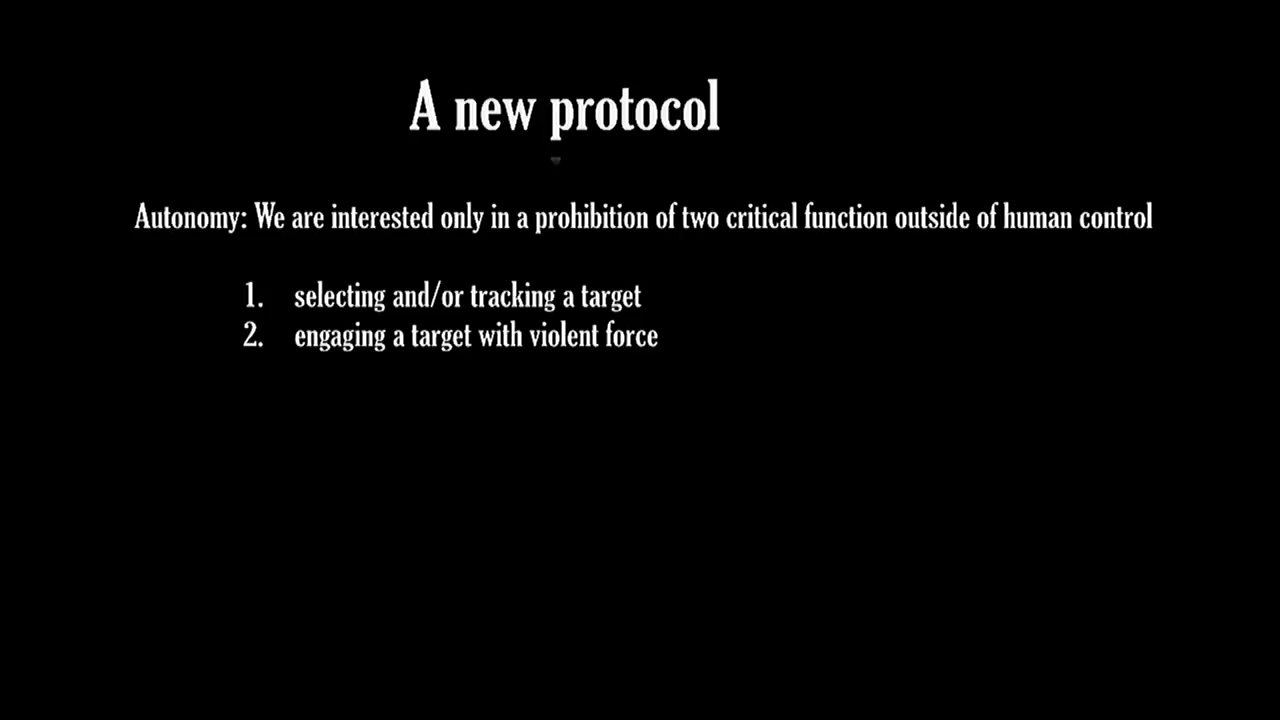 A new protocol
Autonomy: We are interested only in a prohibition of two critical function outside of human control
1. selecting and/or tracking a target
2. engaging a target with violent force